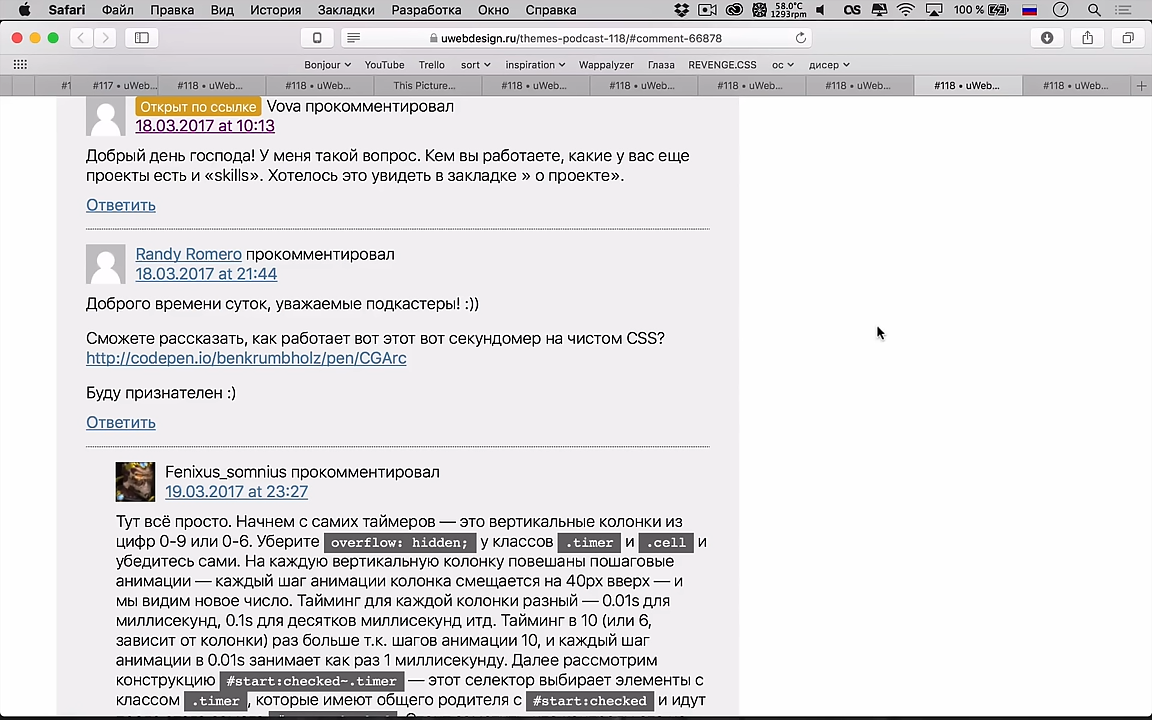 Safari Файл Правка Вид История Закладки Разработка Окно Справка 58.0°C 1293rpm 100 %
uwebdesign.ru/themes-podcast-118/#comment-66878
Bonjour YouTube Trello sort inspiration Wappalyzer Глаза REVENGE.CSS ос дисер
#1 #117 • uWeb... #118 • uWeb... #118 • uWeb... This Picture... #118 • uWeb... #118 • uWeb... #118 • uWeb... #118 • uWeb... #118 • uWeb... #118 • uWeb...
Открыт по ссылке Vova прокомментировал
18.03.2017 at 10:13
Добрый день господа! У меня такой вопрос. Кем вы работаете, какие у вас еще
проекты есть и «skills». Хотелось это увидеть в закладке » о проекте».
Ответить
Randy Romero прокомментировал
18.03.2017 at 21:44
Доброго времени суток, уважаемые подкастеры! :))
Сможете рассказать, как работает вот этот вот секундомер на чистом CSS?
http://codepen.io/benkrumbholz/pen/CGArc
Буду признателен :)
Ответить
Fenixus_somnius прокомментировал
19.03.2017 at 23:27
Тут всё просто. Начнем с самих таймеров — это вертикальные колонки из
цифр 0-9 или 0-6. Уберите overflow: hidden; у классов .timer и .cell и
убедитесь сами. На каждую вертикальную колонку повешаны пошаговые
анимации — каждый шаг анимации колонка смещается на 40px вверх — и
мы видим новое число. Тайминг для каждой колонки разный — 0.01s для
миллисекунд, 0.1s для десятков миллисекунд итд. Тайминг в 10 (или 6,
зависит от колонки) раз больше т.к. шагов анимации 10, и каждый шаг
анимации в 0.01s занимает как раз 1 миллисекунду. Далее рассмотрим
конструкцию #start:checked~.timer — этот селектор выбирает элементы с
классом .timer, которые имеют общего родителя с #start:checked и идут